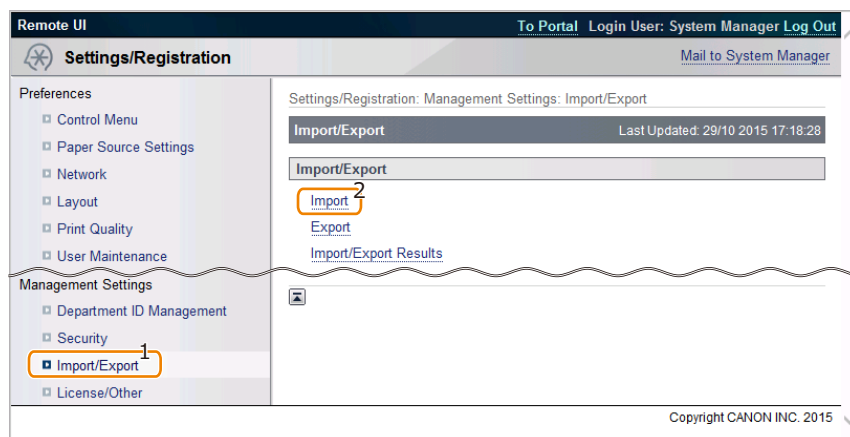 Remote UI To Portal Login User: System Manager Log Out
Settings/Registration Mail to System Manager
Preferences
Control Menu
Paper Source Settings
Network
Layout
Print Quality
User Maintenance
Management Settings
Department ID Management
Security
1
Import/Export
License/Other
Settings/Registration: Management Settings: Import/Export
Import/Export Last Updated: 29/10 2015 17:18:28
Import/Export
2
Import
Export
Import/Export Results
Copyright CANON INC. 2015